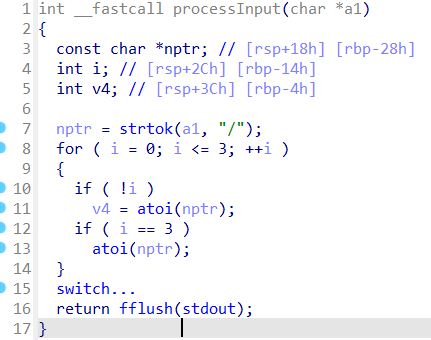 1 int __fastcall processInput(char *a1)
2 {
3   const char *nptr; // [rsp+18h] [rbp-28h]
4   int i; // [rsp+2Ch] [rbp-14h]
5   int v4; // [rsp+3Ch] [rbp-4h]
6
7   nptr = strtok(a1, "/");
8   for ( i = 0; i <= 3; ++i )
9   {
10     if ( !i )
11       v4 = atoi(nptr);
12     if ( i == 3 )
13       atoi(nptr);
14   }
15   switch...
16   return fflush(stdout);
17 }